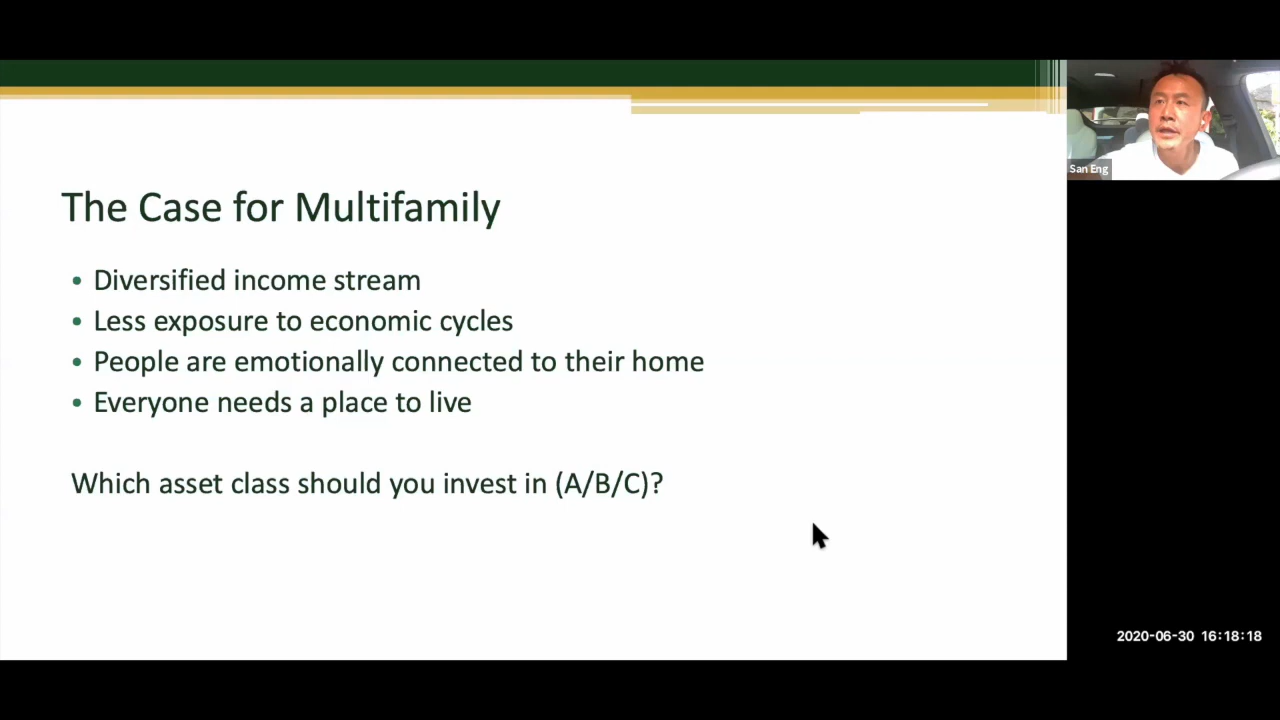 The Case for Multifamily
• Diversified income stream
• Less exposure to economic cycles
• People are emotionally connected to their home
• Everyone needs a place to live
Which asset class should you invest in (A/B/C)?
San Eng
2020-06-30 16:18:18